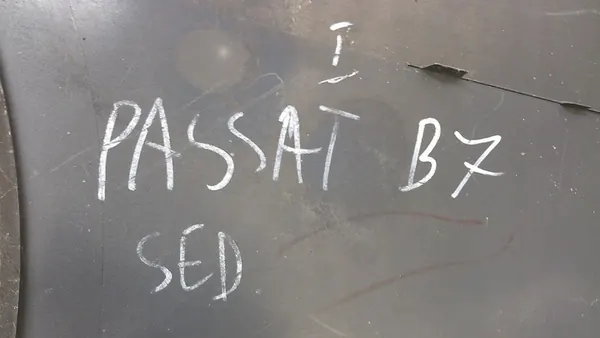 I
PASSAT B7
SED